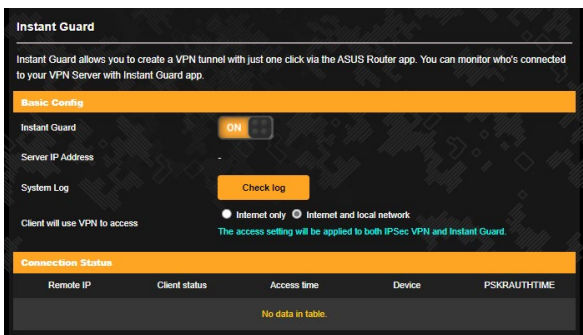 Instant Guard
Instant Guard allows you to create a VPN tunnel with just one click via the ASUS Router app. You can monitor who's connected
to your VPN Server with Instant Guard app.
Basic Config
Instant Guard
ON
Server IP Address
-
System Log
Check log
Client will use VPN to access
Internet only Internet and local network
The access setting will be applied to both IPSec VPN and Instant Guard.
Connection Status
Remote IP Client status Access time Device PSKRAUTHTIME
No data in table.